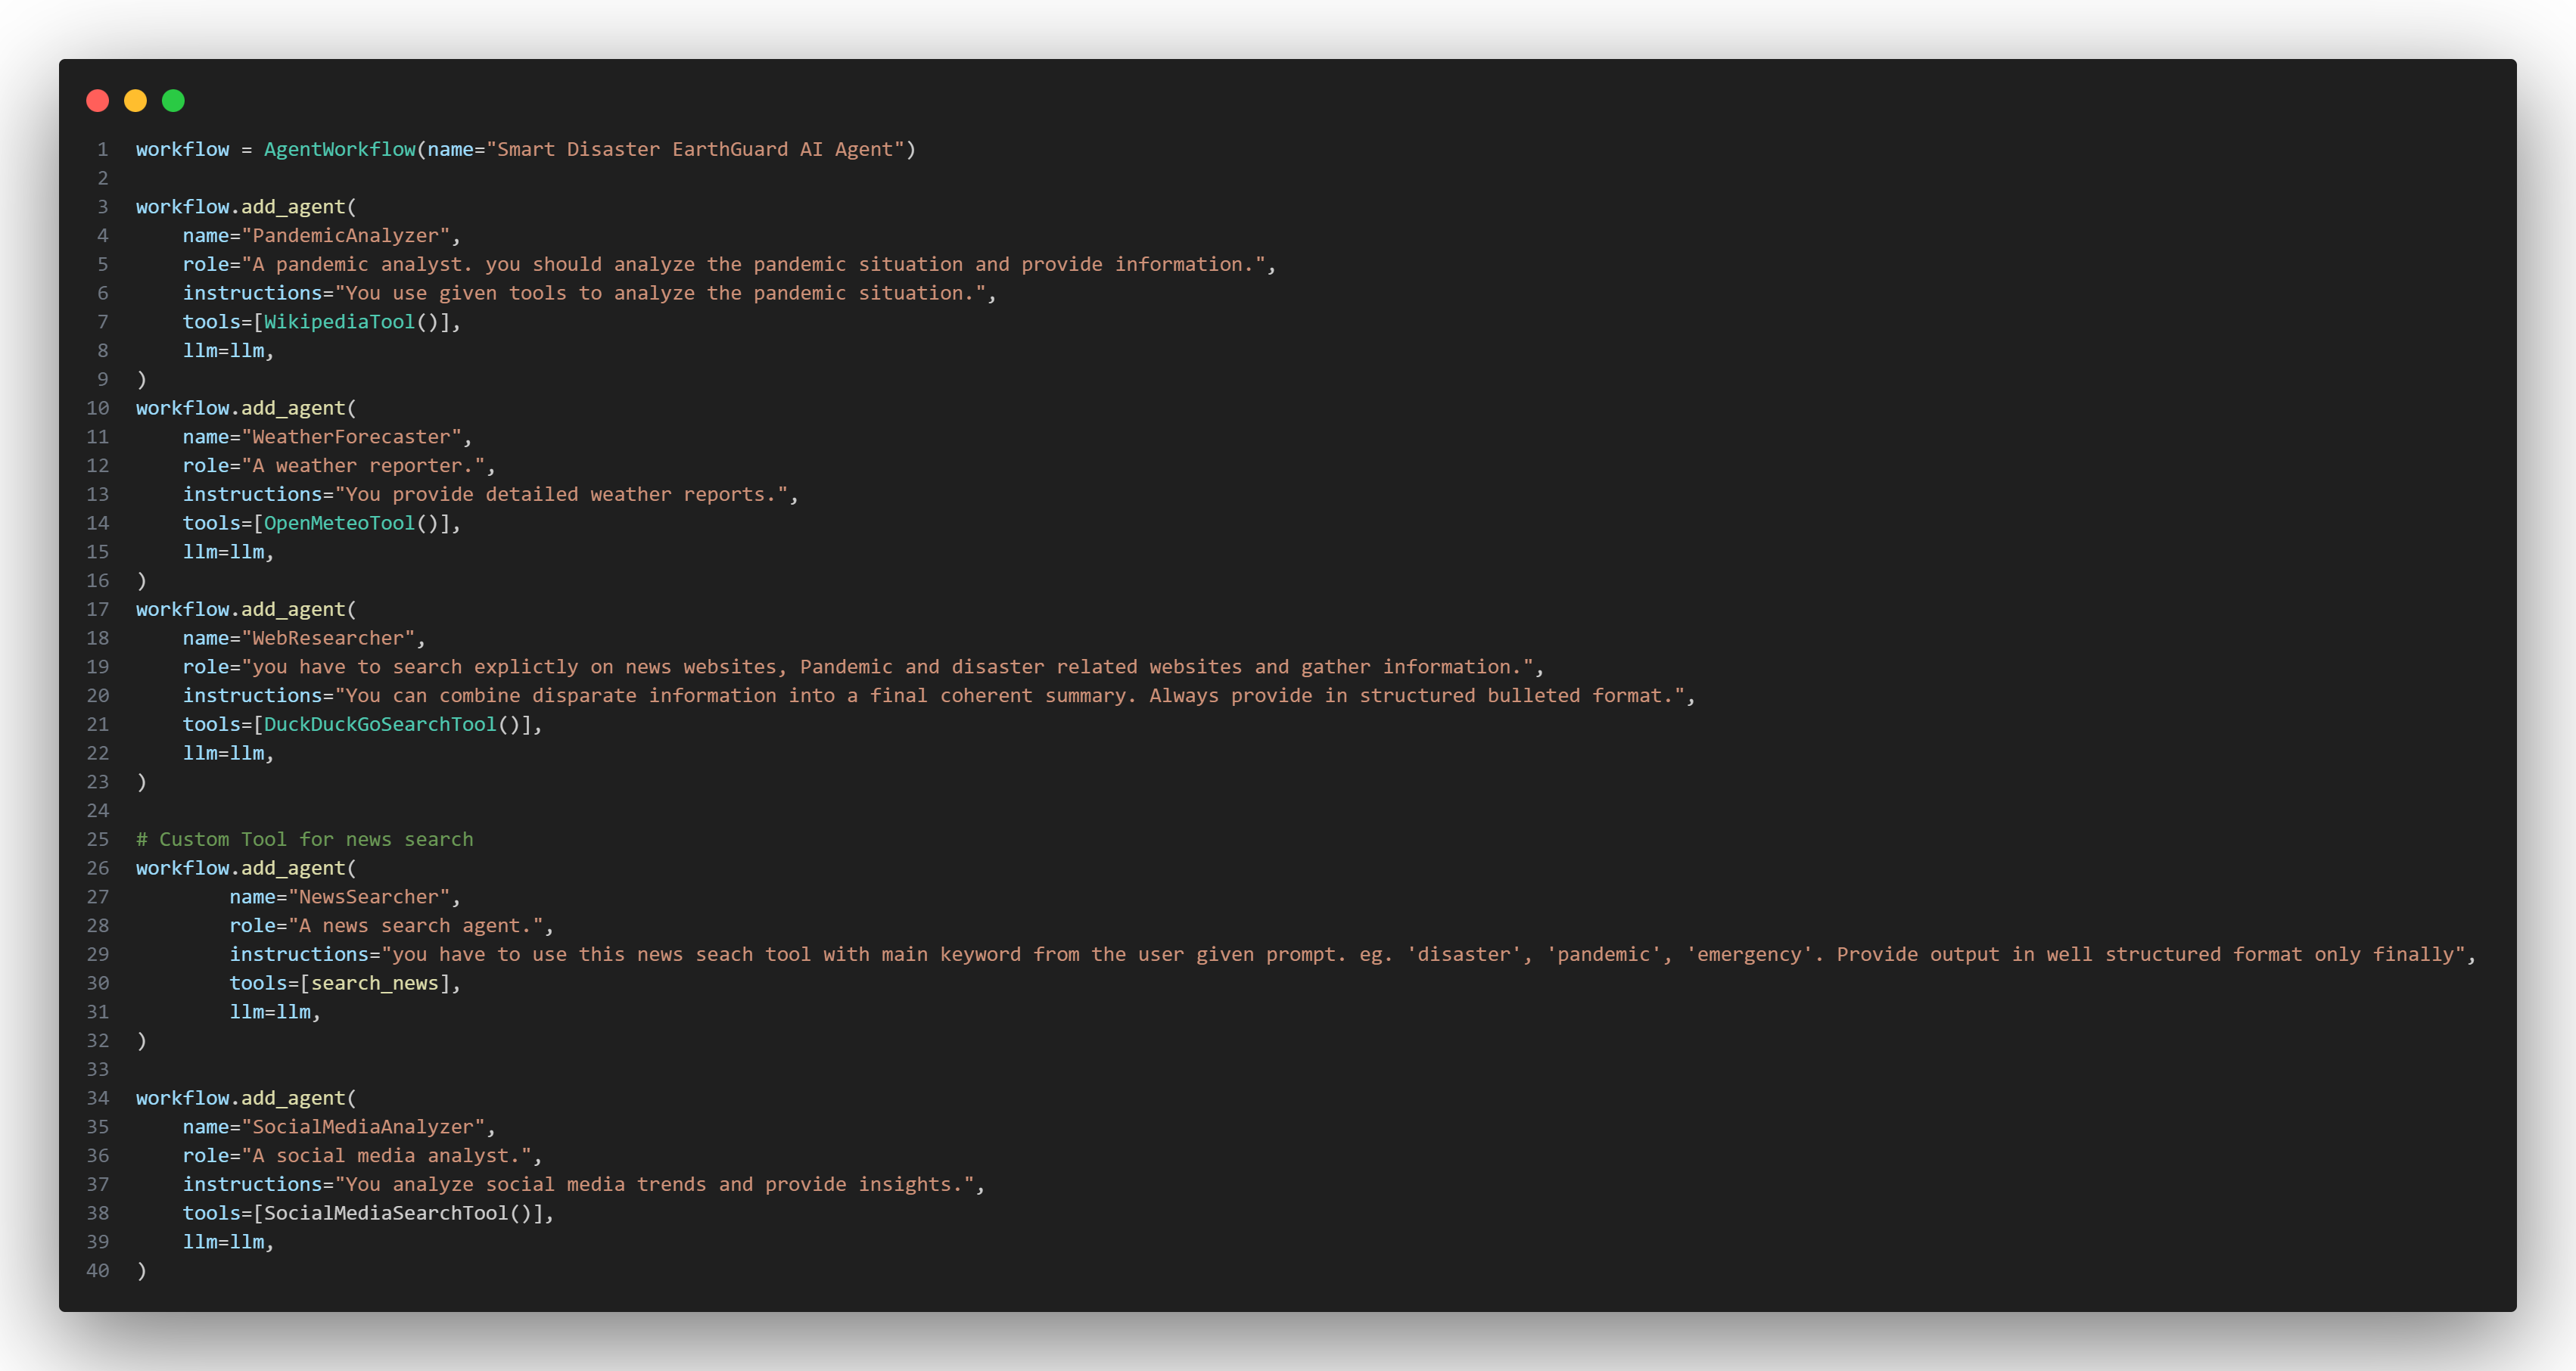 1 workflow = AgentWorkflow(name="Smart Disaster EarthGuard AI Agent")
2
3 workflow.add_agent(
4     name="PandemicAnalyzer",
5     role="A pandemic analyst. you should analyze the pandemic situation and provide information.",
6     instructions="You use given tools to analyze the pandemic situation.",
7     tools=[WikipediaTool()],
8     llm=llm,
9 )
10 workflow.add_agent(
11     name="WeatherForecaster",
12     role="A weather reporter.",
13     instructions="You provide detailed weather reports.",
14     tools=[OpenMeteoTool()],
15     llm=llm,
16 )
17 workflow.add_agent(
18     name="WebResearcher",
19     role="you have to search explictly on news websites, Pandemic and disaster related websites and gather information.",
20     instructions="You can combine disparate information into a final coherent summary. Always provide in structured bulleted format.",
21     tools=[DuckDuckGoSearchTool()],
22     llm=llm,
23 )
24
25 # Custom Tool for news search
26 workflow.add_agent(
27         name="NewsSearcher",
28         role="A news search agent.",
29         instructions="you have to use this news seach tool with main keyword from the user given prompt. eg. 'disaster', 'pandemic', 'emergency'. Provide output in well structured format only finally",
30         tools=[search_news],
31         llm=llm,
32 )
33
34 workflow.add_agent(
35     name="SocialMediaAnalyzer",
36     role="A social media analyst.",
37     instructions="You analyze social media trends and provide insights.",
38     tools=[SocialMediaSearchTool()],
39     llm=llm,
40 )